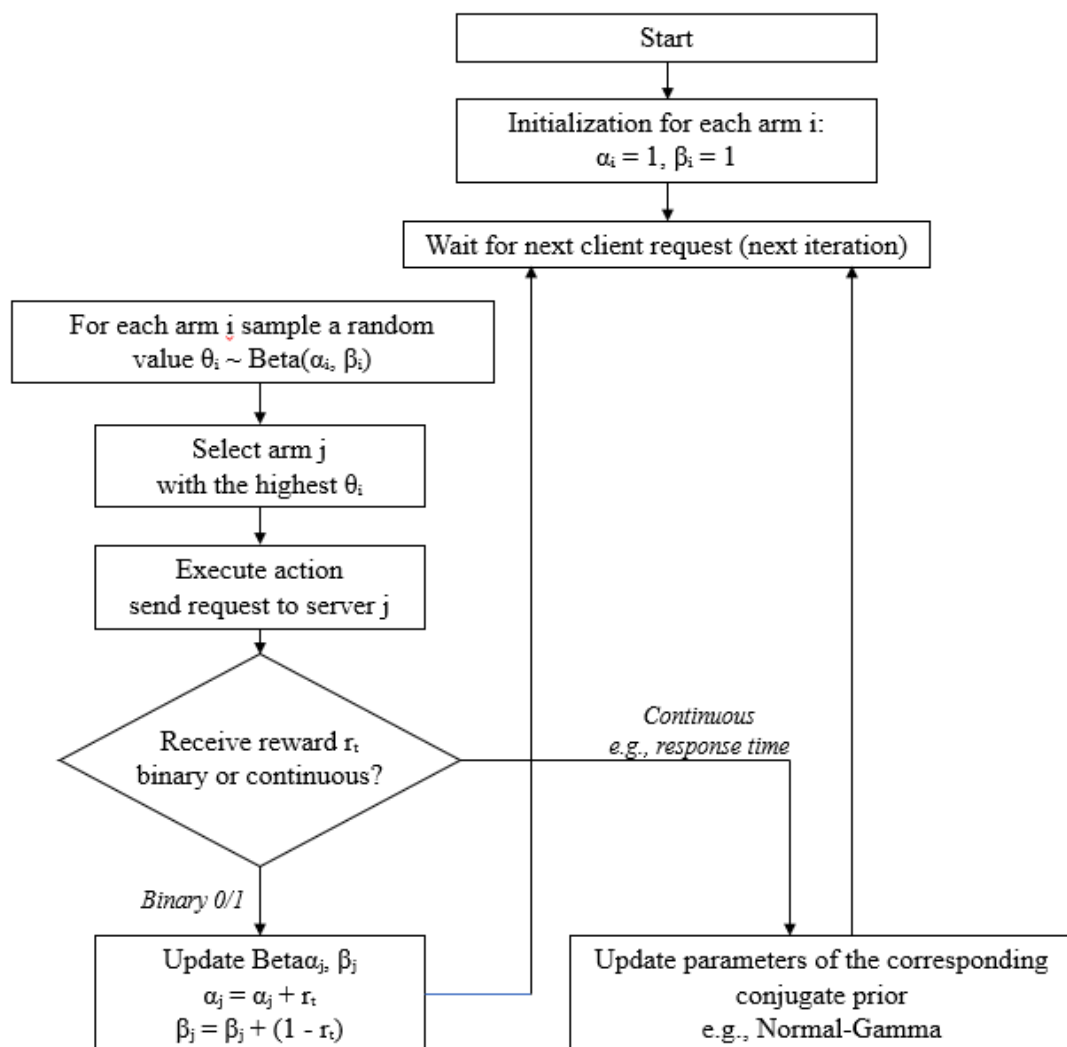 Start
Initialization for each arm i:
αᵢ = 1, βᵢ = 1
Wait for next client request (next iteration)
For each arm i sample a random
value θᵢ ~ Beta(αᵢ, βᵢ)
Select arm j
with the highest θᵢ
Execute action
send request to server j
Receive reward rₜ
binary or continuous?
Continuous
e.g., response time
Binary 0/1
Update Betaαⱼ, βⱼ
αⱼ = αⱼ + rₜ
βⱼ = βⱼ + (1 - rₜ)
Update parameters of the corresponding
conjugate prior
e.g., Normal-Gamma